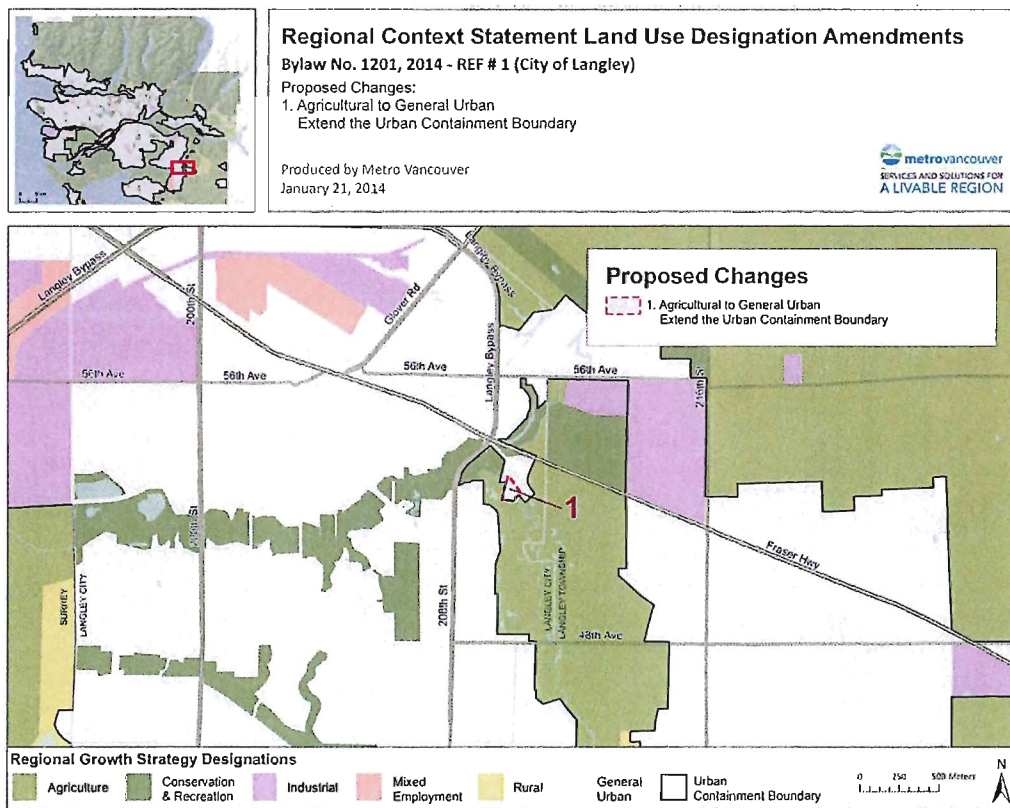 Regional Context Statement Land Use Designation Amendments
Bylaw No. 1201, 2014 - REF # 1 (City of Langley)
Proposed Changes:
1. Agricultural to General Urban
Extend the Urban Containment Boundary
Produced by Metro Vancouver
January 21, 2014
metrovancouver
SERVICES AND SOLUTIONS FOR
A LIVABLE REGION
Proposed Changes
1. Agricultural to General Urban
Extend the Urban Containment Boundary
Langley Bypass
200th St
Glover Rd
Langley Bypass
Langley Bypass
56th Ave
56th Ave
56th Ave
56th Ave
216th St
1
200th St
Fraser Hwy
SURREY
LANGLEY CITY
208th St
LANGLEY CITY
LANGLEY TOWNSHIP
48th Ave
Regional Growth Strategy Designations
Agriculture
Conservation
& Recreation
Industrial
Mixed
Employment
Rural
General
Urban
Urban
Containment Boundary
0 250 500 Meters
N